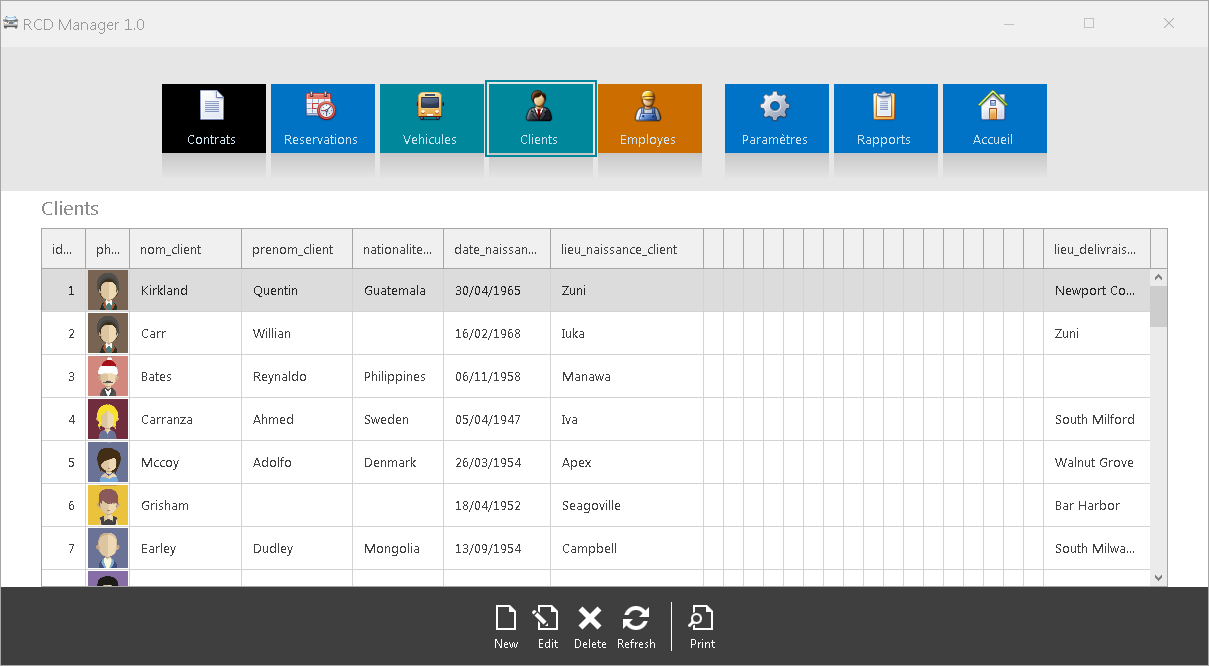 RCD Manager 1.0
Contrats Reservations Vehicules Clients Employes Paramètres Rapports Accueil
Clients
id... ph... nom_client prenom_client nationalite... date_naissan... lieu_naissance_client lieu_delivrais...
1 Kirkland Quentin Guatemala 30/04/1965 Zuni Newport Co...
2 Carr Willian 16/02/1968 Iuka Zuni
3 Bates Reynaldo Philippines 06/11/1958 Manawa
4 Carranza Ahmed Sweden 05/04/1947 Iva South Milford
5 Mccoy Adolfo Denmark 26/03/1954 Apex Walnut Grove
6 Grisham 18/04/1952 Seagoville Bar Harbor
7 Earley Dudley Mongolia 13/09/1954 Campbell South Milwa...
New Edit Delete Refresh Print